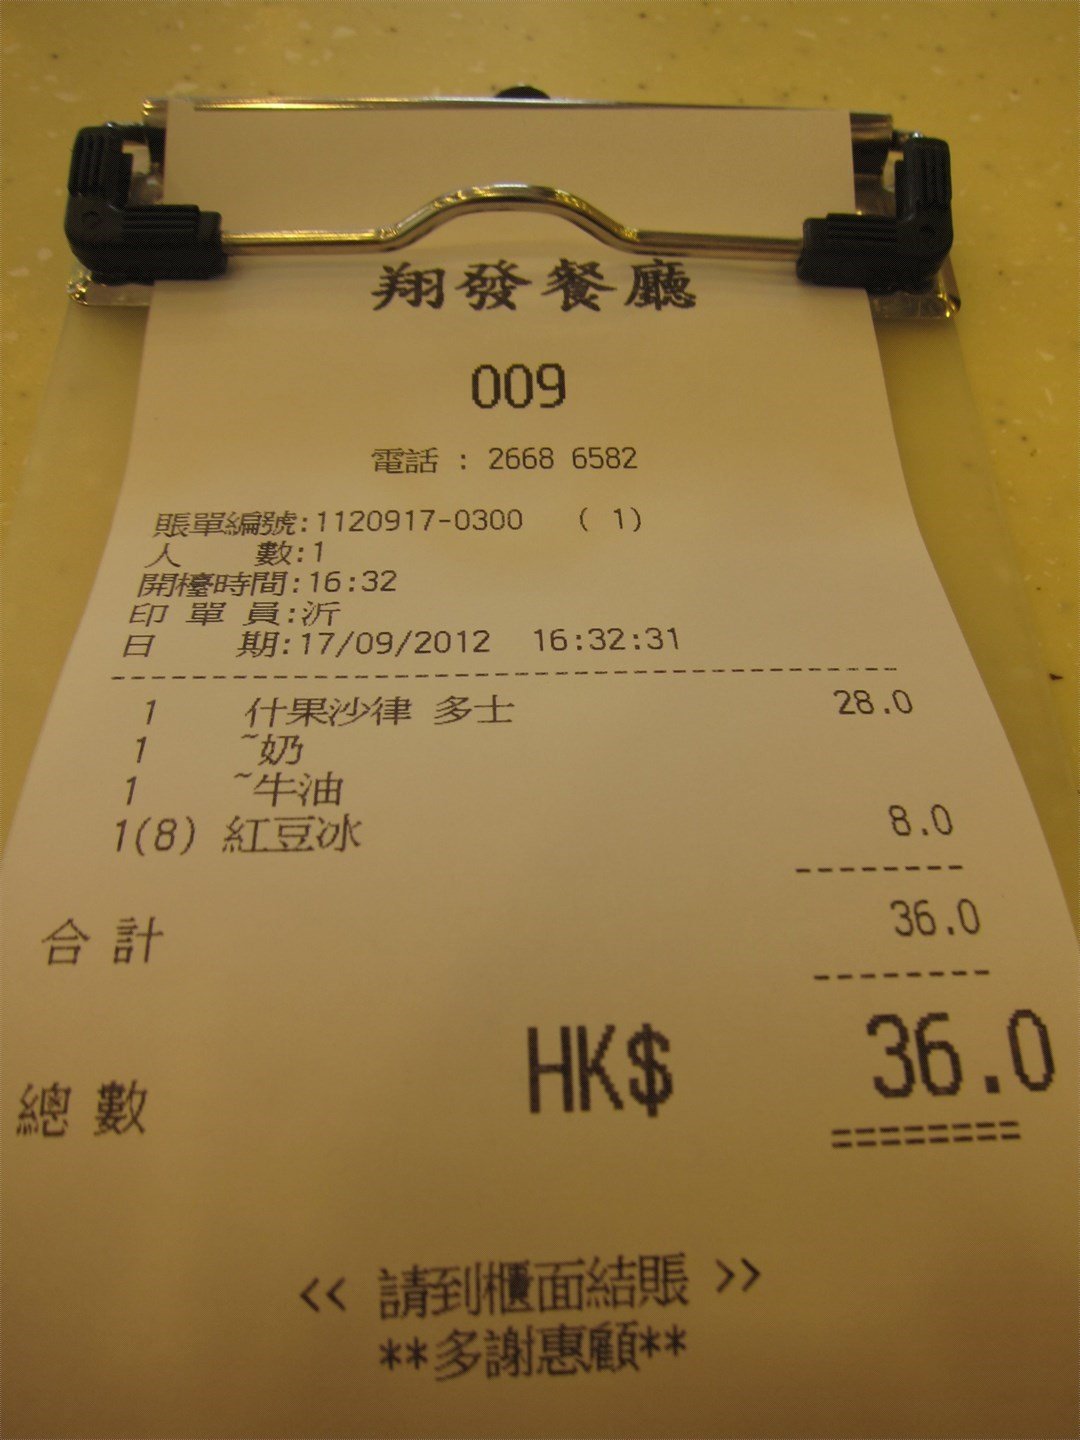 翔發餐廳
009
電話 : 2668 6582
賬單編號:1120917-0300 ( 1)
人 數:1
開檯時間:16:32
印 單 員:沂
日 期:17/09/2012 16:32:31
1 什果沙律 多士 28.0
1 ~奶
1 ~牛油
1(8) 紅豆冰 8.0
合 計 36.0
總 數 HK$ 36.0
<< 請到櫃面結賬 >>
**多謝惠顧**